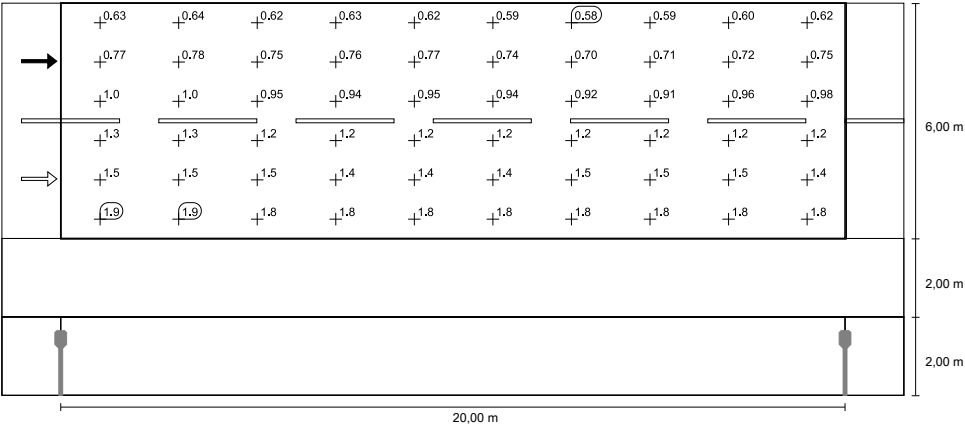 0.63 0.64 0.62 0.63 0.62 0.59 0.58 0.59 0.60 0.62
0.77 0.78 0.75 0.76 0.77 0.74 0.70 0.71 0.72 0.75
1.0 1.0 0.95 0.94 0.95 0.94 0.92 0.91 0.96 0.98
6,00 m
1.3 1.3 1.2 1.2 1.2 1.2 1.2 1.2 1.2 1.2
1.5 1.5 1.5 1.4 1.4 1.4 1.5 1.5 1.5 1.4
1.9 1.9 1.8 1.8 1.8 1.8 1.8 1.8 1.8 1.8
2,00 m
2,00 m
20,00 m